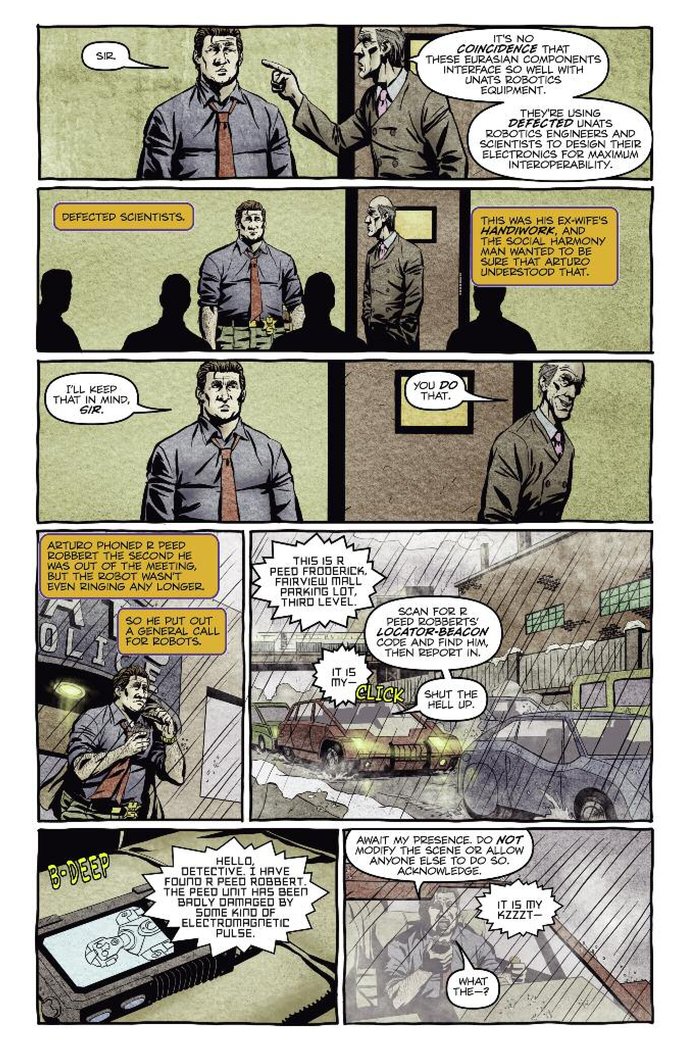 SIR.
IT'S NO
COINCIDENCE THAT
THESE EURASIAN COMPONENTS
INTERFACE SO WELL WITH
UNATS ROBOTICS
EQUIPMENT.
THEY'RE USING
DEFECTED UNATS
ROBOTICS ENGINEERS AND
SCIENTISTS TO DESIGN THEIR
ELECTRONICS FOR MAXIMUM
INTEROPERABILITY.
DEFECTED SCIENTISTS.
THIS WAS HIS EX-WIFE'S
HANDIWORK, AND
THE SOCIAL HARMONY
MAN WANTED TO BE
SURE THAT ARTURO
UNDERSTOOD THAT.
I'LL KEEP
THAT IN MIND,
SIR.
YOU DO
THAT.
ARTURO PHONED R PEED
ROBBERT THE SECOND HE
WAS OUT OF THE MEETING,
BUT THE ROBOT WASN'T
EVEN RINGING ANY LONGER.
SO HE PUT OUT
A GENERAL CALL
FOR ROBOTS.
THIS IS R
PEED FRODERICK,
FAIRVIEW MALL
PARKING LOT,
THIRD LEVEL.
SCAN FOR R
PEED ROBBERTS'
LOCATOR-BEACON
CODE AND FIND HIM,
THEN REPORT IN.
IT IS
MY—
CLICK
SHUT THE
HELL UP.
B-DEEP
HELLO,
DETECTIVE. I HAVE
FOUND R PEED ROBBERT.
THE PEED UNIT HAS BEEN
BADLY DAMAGED BY
SOME KIND OF
ELECTROMAGNETIC
PULSE.
AWAIT MY PRESENCE. DO NOT
MODIFY THE SCENE OR ALLOW
ANYONE ELSE TO DO SO.
ACKNOWLEDGE.
IT IS MY
KZZZT—
WHAT
THE—?